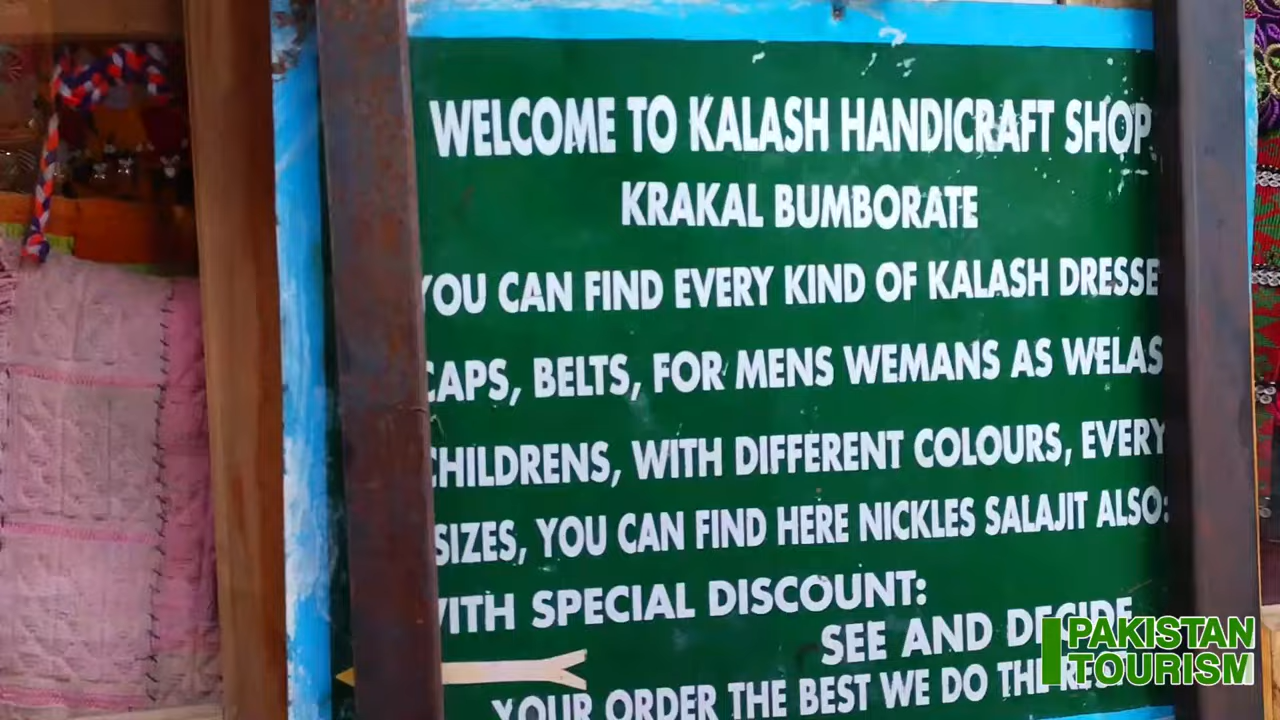 WELCOME TO KALASH HANDICRAFT SHOP
KRAKAL BUMBORATE
YOU CAN FIND EVERY KIND OF KALASH DRESSE
CAPS, BELTS, FOR MENS WEMANS AS WELAS
CHILDRENS, WITH DIFFERENT COLOURS, EVERY
SIZES, YOU CAN FIND HERE NICKLES SALAJIT ALSO:
WITH SPECIAL DISCOUNT:
SEE AND DECIDE
YOUR ORDER THE BEST WE DO THE
PAKISTAN
TOURISM